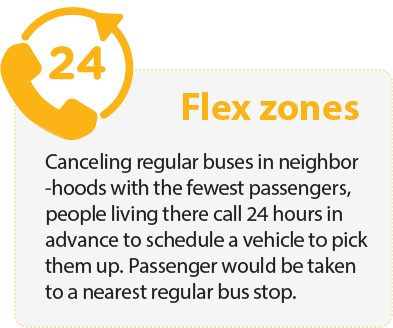 24
Flex zones
Canceling regular buses in neighbor
-hoods with the fewest passengers,
people living there call 24 hours in
advance to schedule a vehicle to pick
them up. Passenger would be taken
to a nearest regular bus stop.